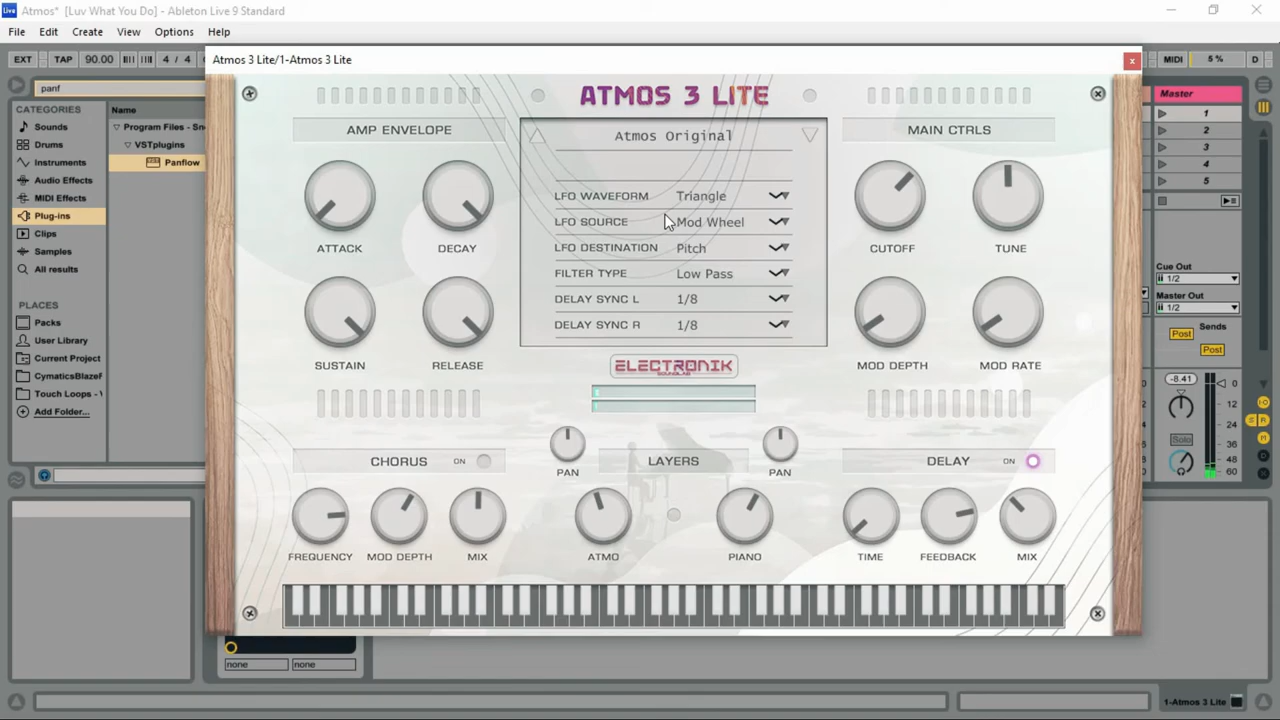 Live Atmos* [Luv What You Do] - Ableton Live 9 Standard
File Edit Create View Options Help
EXT TAP 90.00 4 / 4 MIDI 5 % D
Atmos 3 Lite/1-Atmos 3 Lite x
panf
CATEGORIES
Sounds
Drums
Instruments
Audio Effects
MIDI Effects
Plug-ins
Clips
Samples
All results
PLACES
Packs
User Library
Current Project
CymaticsBlaze
Touch Loops - V
Add Folder...
Name
Program Files - Sn
VSTplugins
Panflow
ATMOS 3 LITE
AMP ENVELOPE
ATTACK DECAY
SUSTAIN RELEASE
Atmos Original
LFO WAVEFORM Triangle
LFO SOURCE Mod Wheel
LFO DESTINATION Pitch
FILTER TYPE Low Pass
DELAY SYNC L 1/8
DELAY SYNC R 1/8
ELECTRONIK
SOUNDLAB
MAIN CTRLS
CUTOFF TUNE
MOD DEPTH MOD RATE
CHORUS ON
FREQUENCY MOD DEPTH MIX
PAN LAYERS PAN
ATMO PIANO
DELAY ON
TIME FEEDBACK MIX
Master
1
2
3
4
5
Cue Out
1/2
Master Out
1/2
Sends
Post
Post
-8.41
0
12
24
36
48
60
Solo
none none
1-Atmos 3 Lite